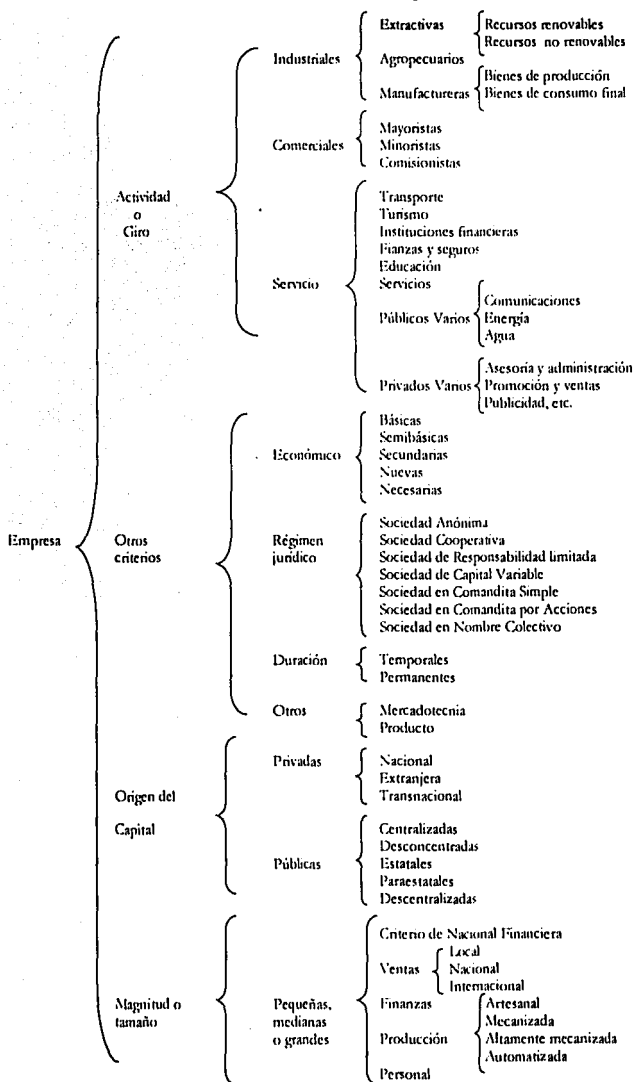 Empresa
Actividad
o
Giro
Industriales
Extractivas
Recursos renovables
Recursos no renovables
Agropecuarios
Manufactureras
Bienes de producción
Bienes de consumo final
Comerciales
Mayoristas
Minoristas
Comisionistas
Servicio
Transporte
Turismo
Instituciones financieras
Fianzas y seguros
Educación
Servicios
Públicos Varios
Comunicaciones
Energía
Agua
Privados Varios
Asesoría y administración
Promoción y ventas
Publicidad, etc.
Otros
criterios
Económico
Básicas
Semibásicas
Secundarias
Nuevas
Necesarias
Régimen
jurídico
Sociedad Anónima
Sociedad Cooperativa
Sociedad de Responsabilidad limitada
Sociedad de Capital Variable
Sociedad en Comandita Simple
Sociedad en Comandita por Acciones
Sociedad en Nombre Colectivo
Duración
Temporales
Permanentes
Otros
Mercadotecnia
Producto
Origen del
Capital
Privadas
Nacional
Extranjera
Transnacional
Públicas
Centralizadas
Desconcentradas
Estatales
Paraestatales
Descentralizadas
Magnitud o
tamaño
Pequeñas,
medianas
o grandes
Criterio de Nacional Financiera
Ventas
Local
Nacional
Internacional
Finanzas
Producción
Artesanal
Mecanizada
Altamente mecanizada
Automatizada
Personal